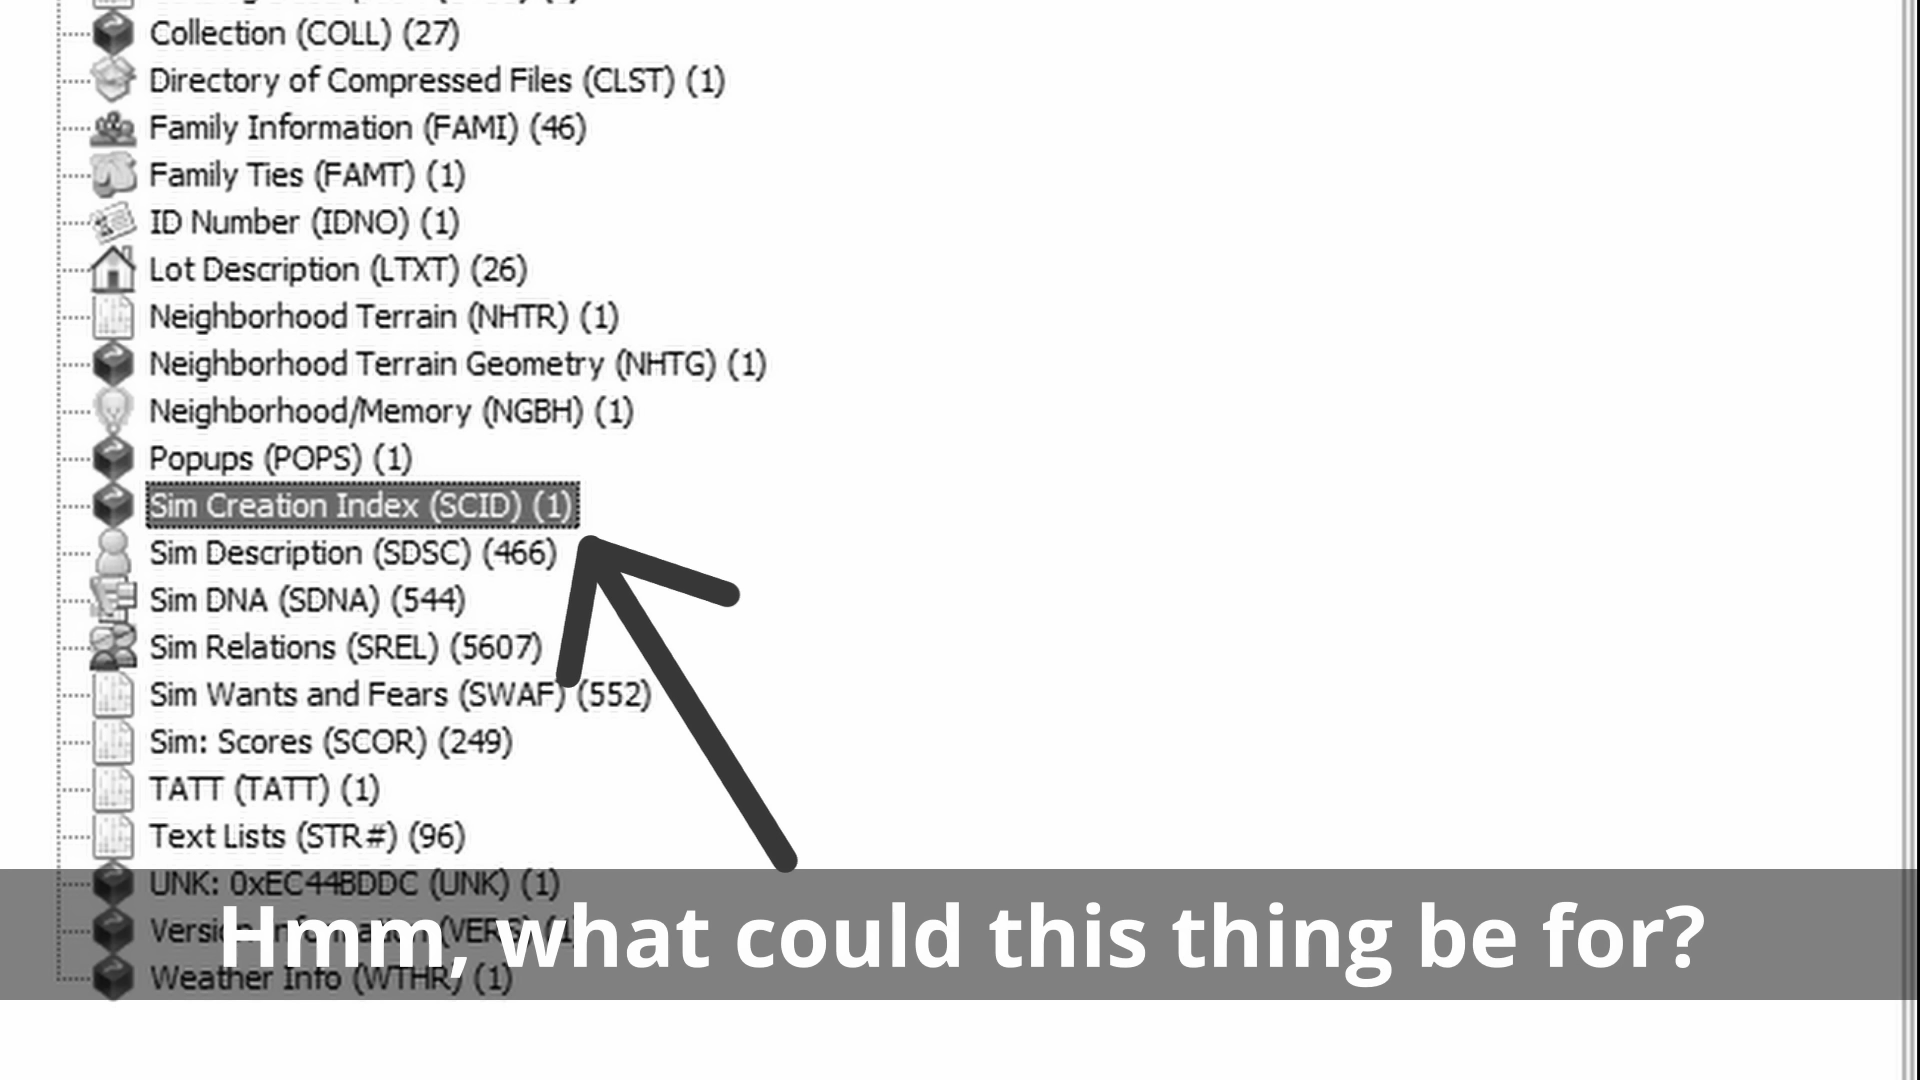 Collection (COLL) (27)
Directory of Compressed Files (CLST) (1)
Family Information (FAMI) (46)
Family Ties (FAMT) (1)
ID Number (IDNO) (1)
Lot Description (LTXT) (26)
Neighborhood Terrain (NHTR) (1)
Neighborhood Terrain Geometry (NHTG) (1)
Neighborhood/Memory (NGBH) (1)
Popups (POPS) (1)
Sim Creation Index (SCID) (1)
Sim Description (SDSC) (466)
Sim DNA (SDNA) (544)
Sim Relations (SREL) (5607)
Sim Wants and Fears (SWAF) (552)
Sim: Scores (SCOR) (249)
TATT (TATT) (1)
Text Lists (STR#) (96)
UNK: 0xEC44BDDC (UNK) (1)
Version Information (VERS) (1)
Hmm, what could this thing be for?
Weather Info (WTHR) (1)